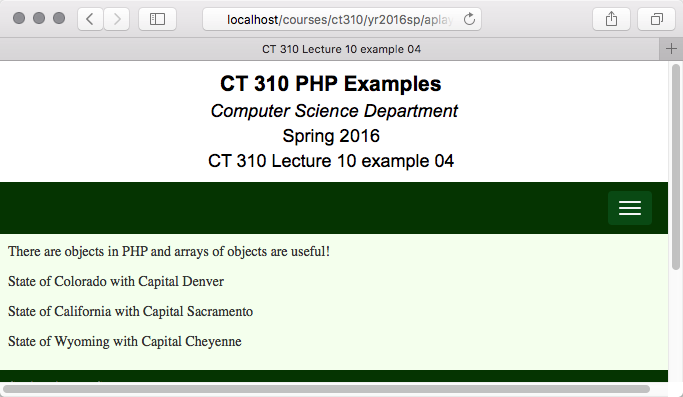 localhost/courses/ct310/yr2016sp/aplay
CT 310 Lecture 10 example 04
CT 310 PHP Examples
Computer Science Department
Spring 2016
CT 310 Lecture 10 example 04
There are objects in PHP and arrays of objects are useful!
State of Colorado with Capital Denver
State of California with Capital Sacramento
State of Wyoming with Capital Cheyenne